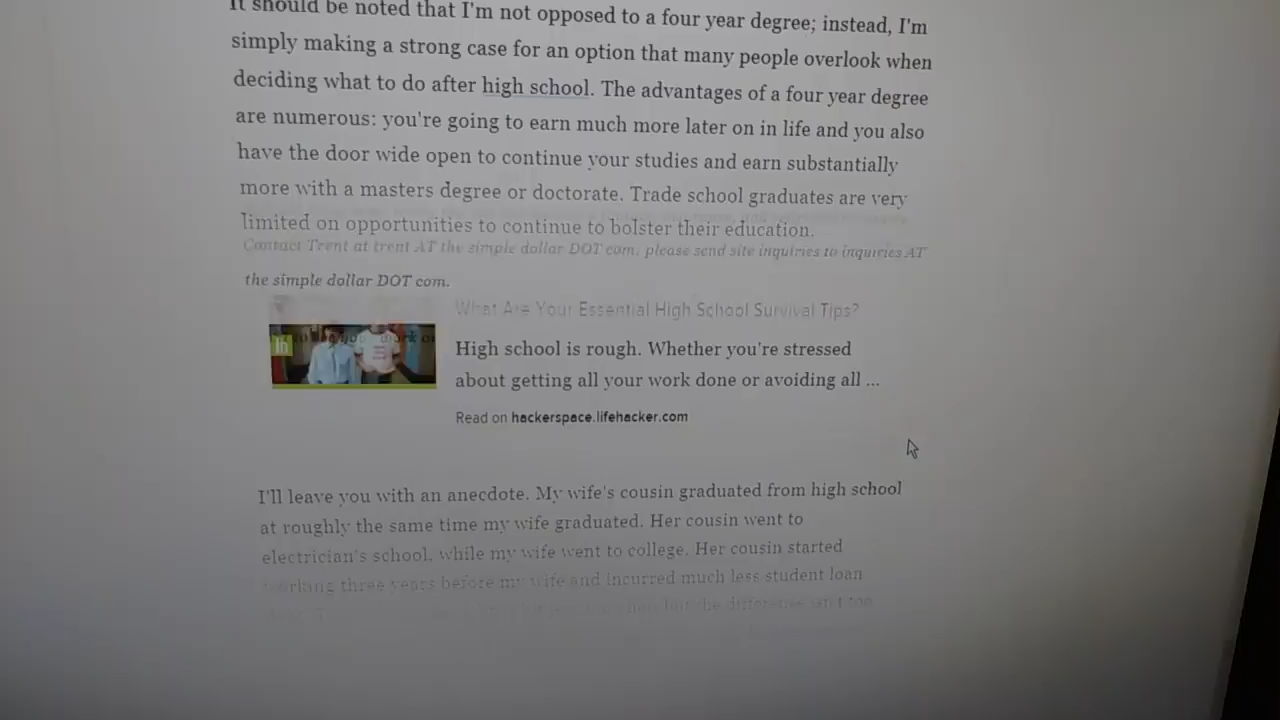 It should be noted that I'm not opposed to a four year degree; instead, I'm
simply making a strong case for an option that many people overlook when
deciding what to do after high school. The advantages of a four year degree
are numerous: you're going to earn much more later on in life and you also
have the door wide open to continue your studies and earn substantially
more with a masters degree or doctorate. Trade school graduates are very
limited on opportunities to continue to bolster their education.
Contact Trent at trent AT the simple dollar DOT com; please send site inquiries to inquiries AT
the simple dollar DOT com.
What Are Your Essential High School Survival Tips?
lh
High school is rough. Whether you're stressed
about getting all your work done or avoiding all ...
Read on hackerspace.lifehacker.com
I'll leave you with an anecdote. My wife's cousin graduated from high school
at roughly the same time my wife graduated. Her cousin went to
electrician's school, while my wife went to college. Her cousin started
working three years before my wife and incurred much less student loan
but the difference isn't too